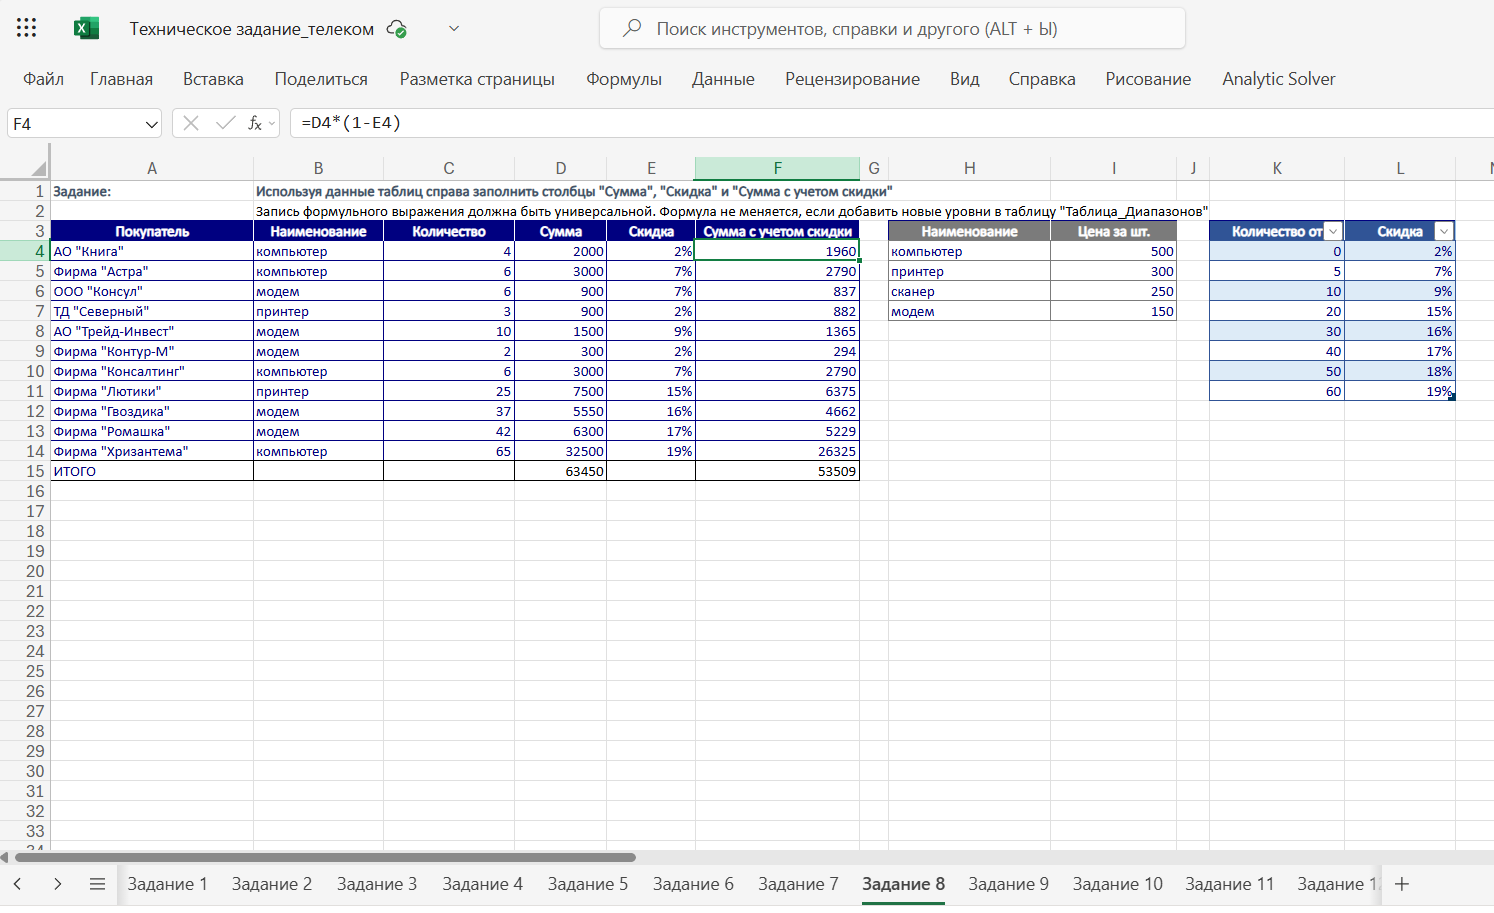 Техническое задание_телеком
Поиск инструментов, справки и другого (ALT + Ы)
Файл Главная Вставка Поделиться Разметка страницы Формулы Данные Рецензирование Вид Справка Рисование Analytic Solver
F4 fx =D4*(1-E4)
A B C D E F G H I J K L
1 Задание: Используя данные таблиц справа заполнить столбцы "Сумма", "Скидка" и "Сумма с учетом скидки"
2 Запись формульного выражения должна быть универсальной. Формула не меняется, если добавить новые уровни в таблицу "Таблица_Диапазонов"
3 Покупатель Наименование Количество Сумма Скидка Сумма с учетом скидки Наименование Цена за шт. Количество от Скидка
4 АО "Книга" компьютер 4 2000 2% 1960 компьютер 500 0 2%
5 Фирма "Астра" компьютер 6 3000 7% 2790 принтер 300 5 7%
6 ООО "Консул" модем 6 900 7% 837 сканер 250 10 9%
7 ТД "Северный" принтер 3 900 2% 882 модем 150 20 15%
8 АО "Трейд-Инвест" модем 10 1500 9% 1365 30 16%
9 Фирма "Контур-М" модем 2 300 2% 294 40 17%
10 Фирма "Консалтинг" компьютер 6 3000 7% 2790 50 18%
11 Фирма "Лютики" принтер 25 7500 15% 6375 60 19%
12 Фирма "Гвоздика" модем 37 5550 16% 4662
13 Фирма "Ромашка" модем 42 6300 17% 5229
14 Фирма "Хризантема" компьютер 65 32500 19% 26325
15 ИТОГО 63450 53509
16
17
18
19
20
21
22
23
24
25
26
27
28
29
30
31
32
33
Задание 1 Задание 2 Задание 3 Задание 4 Задание 5 Задание 6 Задание 7 Задание 8 Задание 9 Задание 10 Задание 11 Задание 1